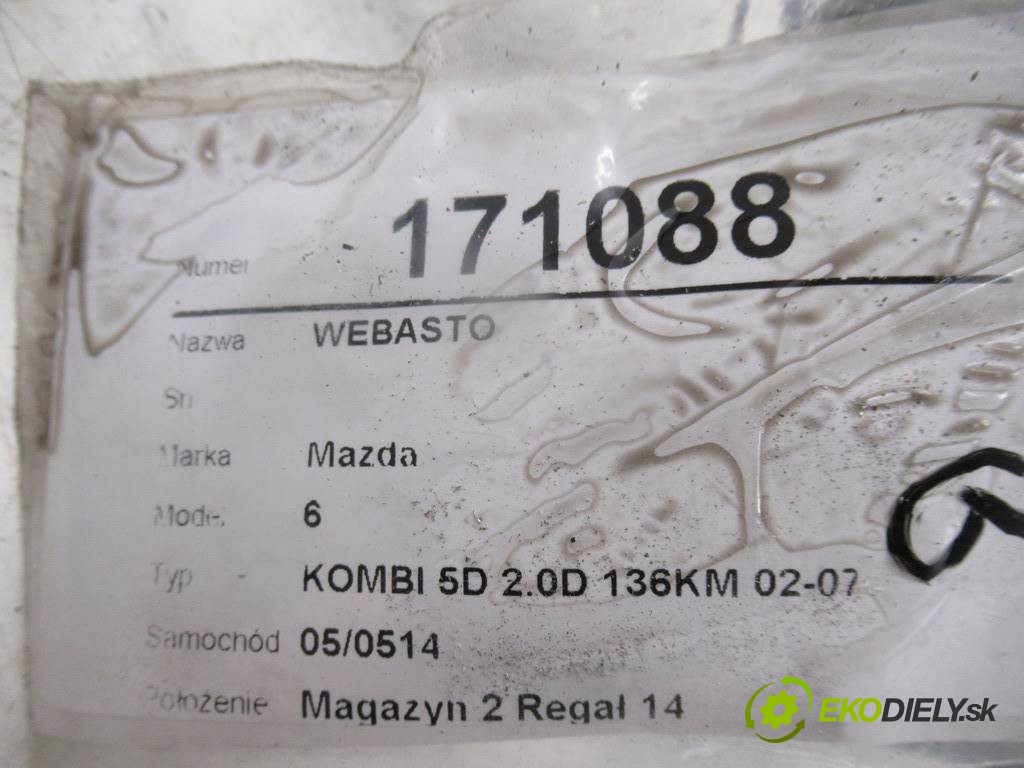 Numer 171088
Nazwa WEBASTO
Sn
Marka Mazda
Model 6
Typ - KOMBI 5D 2.0D 136KM 02-07
Samochód 05/0514
Położenie Magazyn 2 Regał 14
EKODIELY.sk